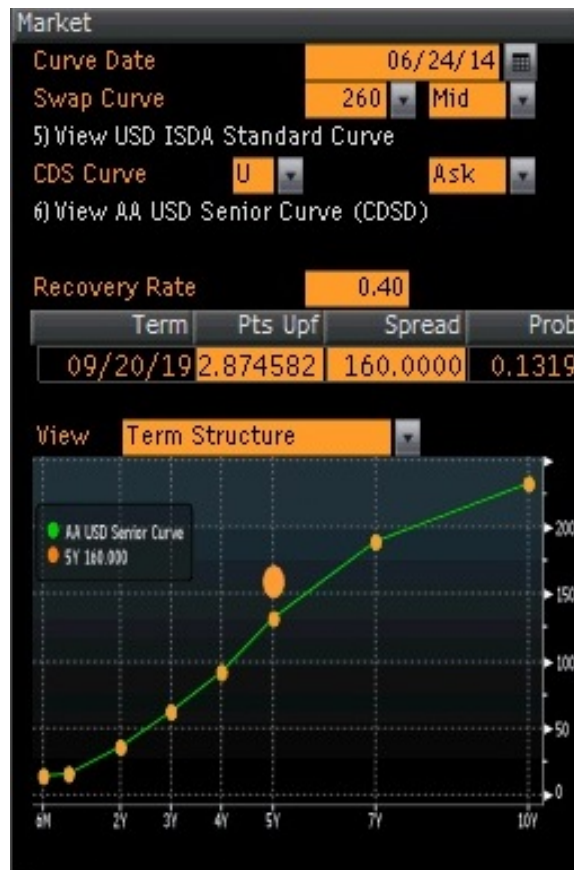 Market
Curve Date 06/24/14
Swap Curve 260 Mid
5) View USD ISDA Standard Curve
CDS Curve U Ask
6) View AA USD Senior Curve (CDSD)
Recovery Rate 0.40
Term Pts Upf Spread Prob
09/20/19 2.874582 160.0000 0.1319
View Term Structure
AA USD Senior Curve
5Y 160.000
200
150
100
50
0
6M 2Y 3Y 4Y 5Y 7Y 10Y